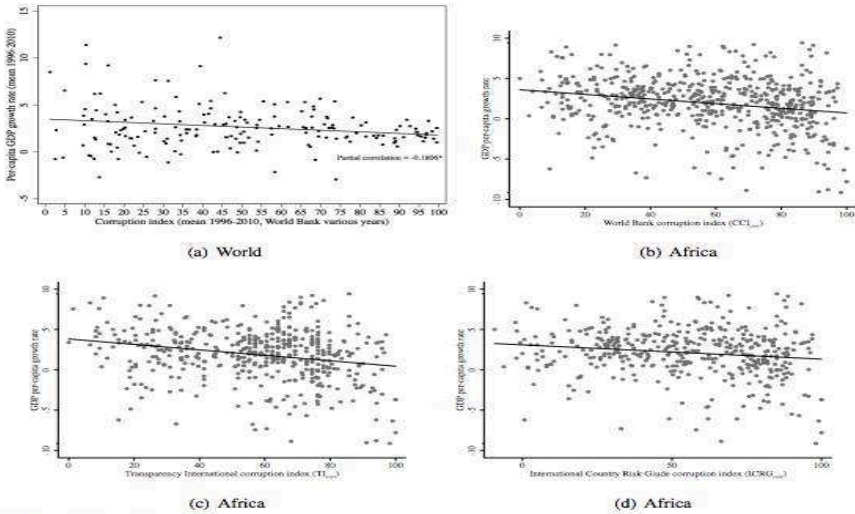 Per-capita GDP growth rate (mean 1996-2010)
15
10
5
0
-5
Partial correlation = -0.1806*
0 5 10 15 20 25 30 35 40 45 50 55 60 65 70 75 80 85 90 95 100
Corruption index (mean 1996-2010, World Bank various years)
(a) World
GDP per-capita growth rate
10
5
0
-5
-10
0 20 40 60 80 100
World Bank corruption index (CCI
(b) Africa
GDP per-capita growth rate
10
5
0
-5
-10
0 20 40 60 80 100
Transparency International corruption index (TI
(c) Africa
GDP per-capita growth rate
10
5
0
-5
-10
0 50 100
International Country Risk Giude corruption index (ICRG
(d) Africa